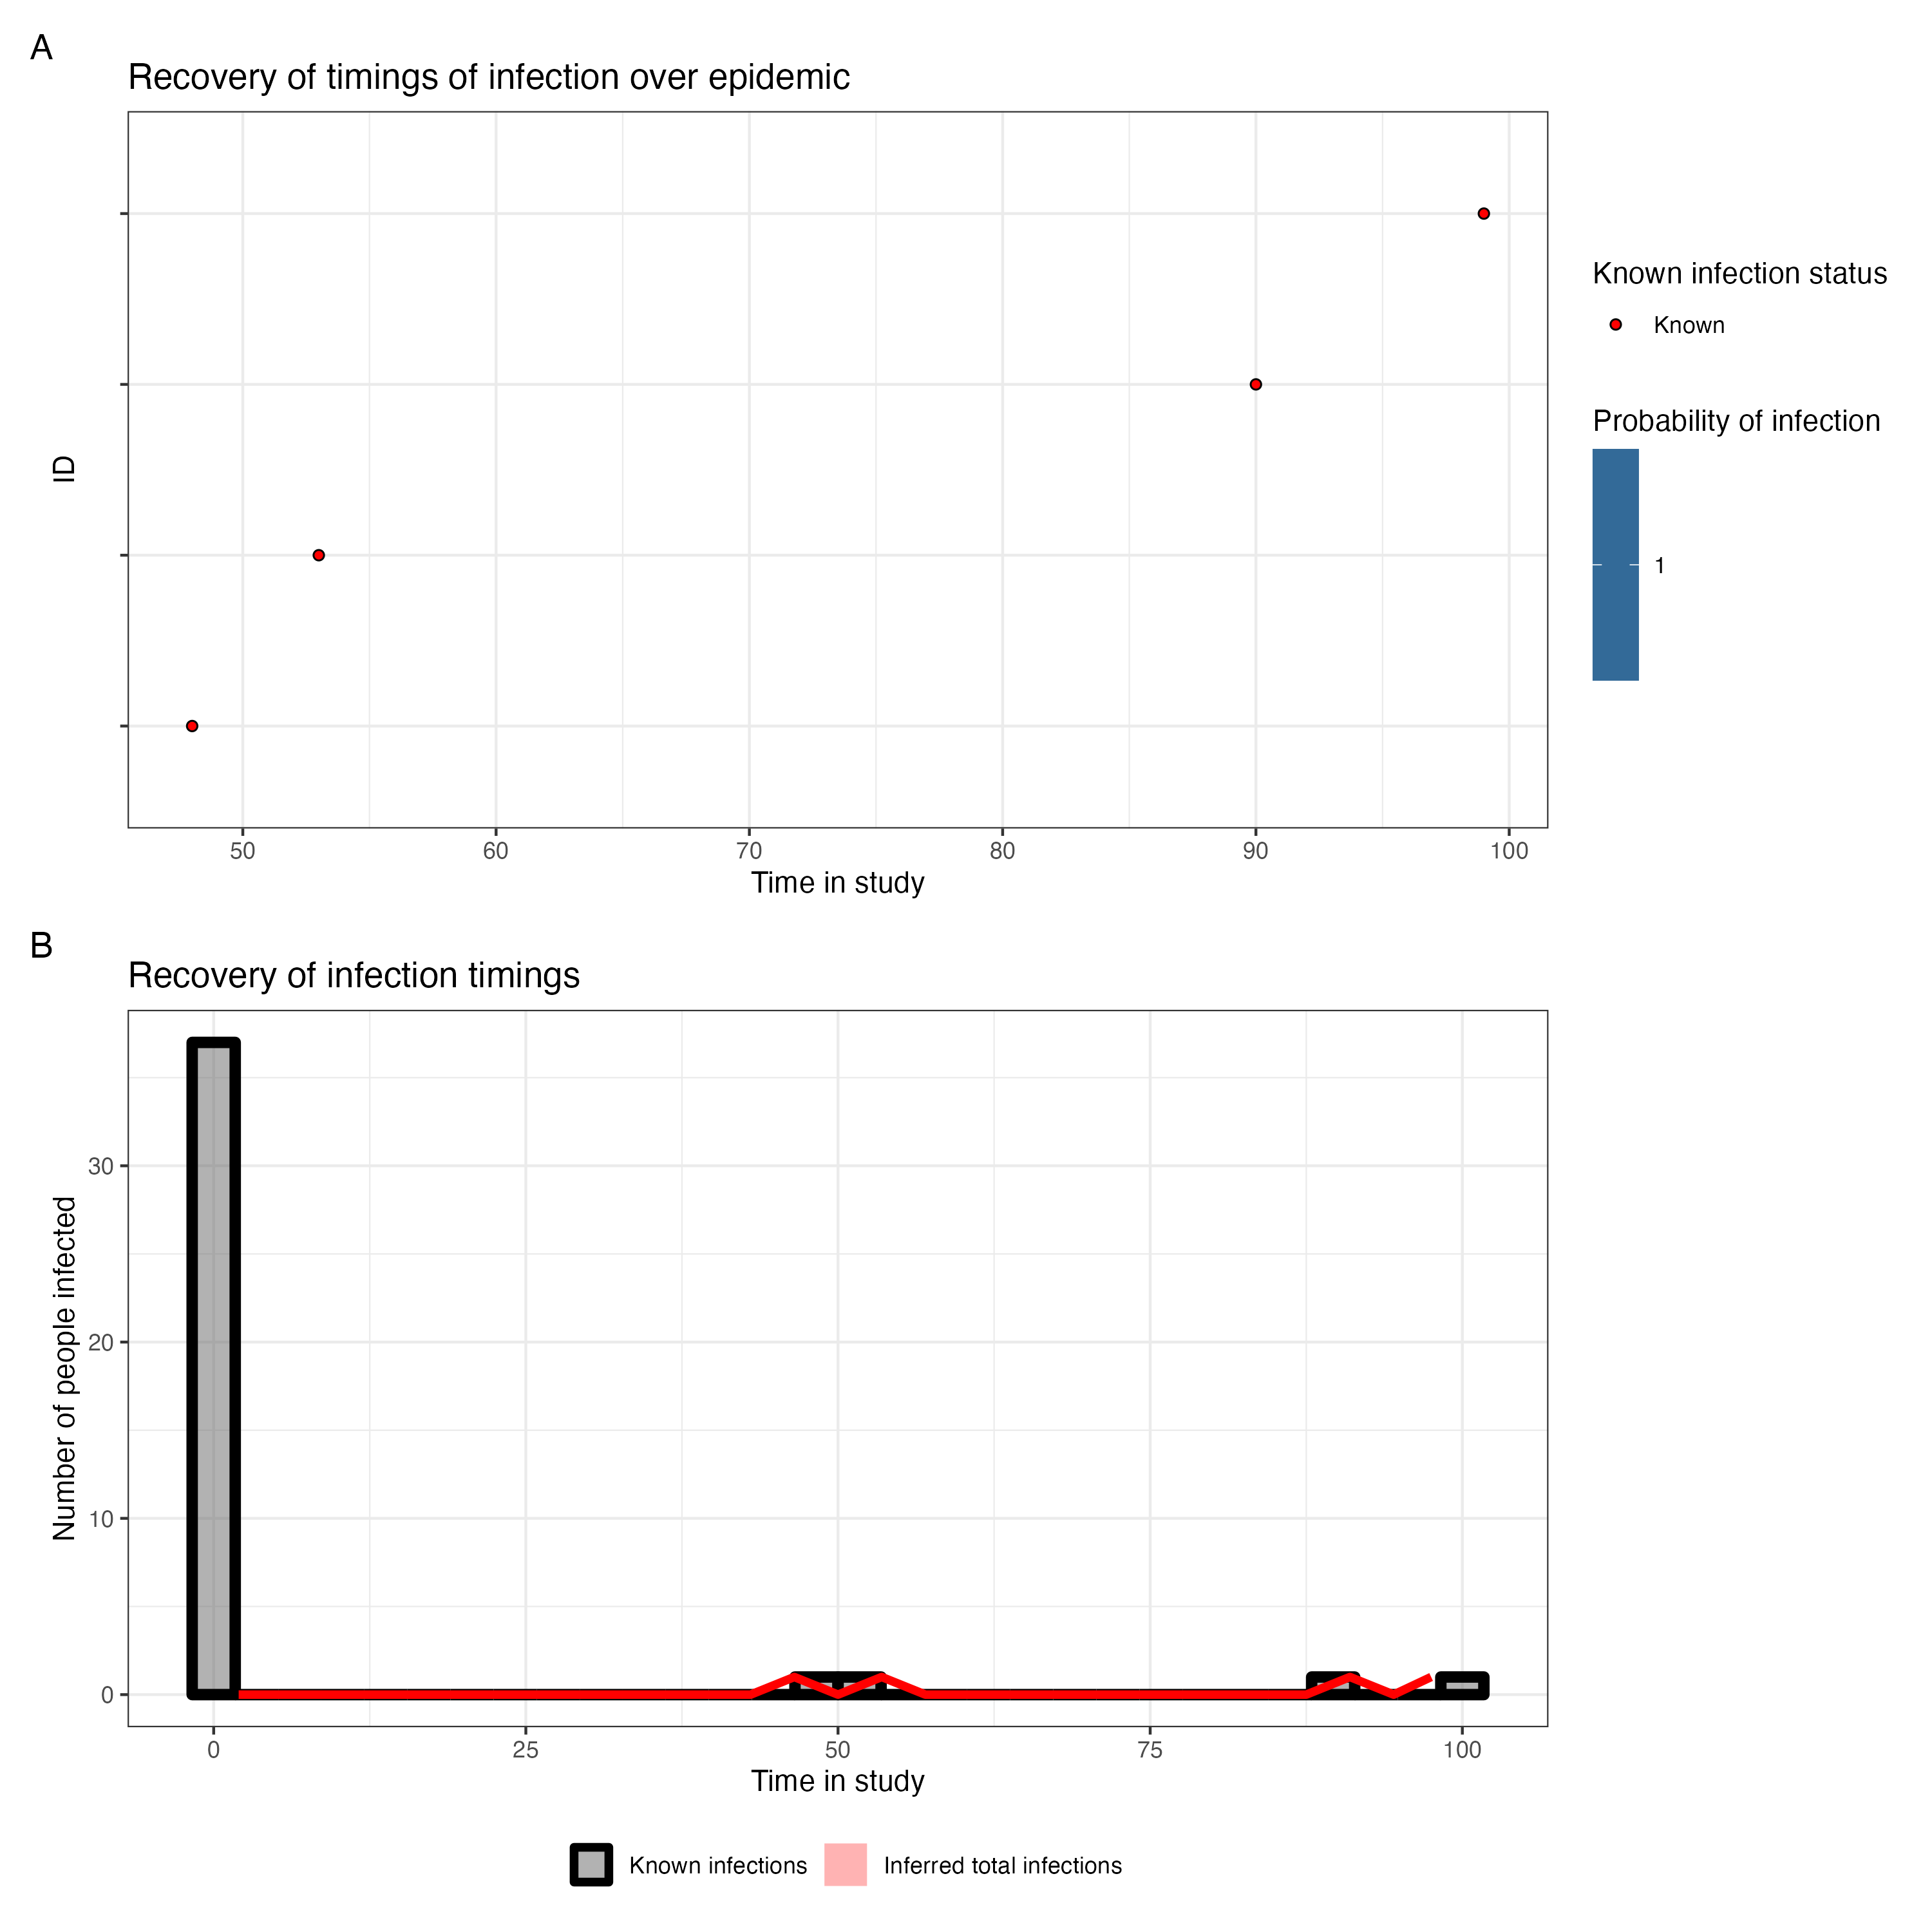 A
Recovery of timings of infection over epidemic
ID
50 60 70 80 90 100
Time in study
Known infection status
Known
Probability of infection
1
B
Recovery of infection timings
Number of people infected
30
20
10
0
0 25 50 75 100
Time in study
Known infections Inferred total infections